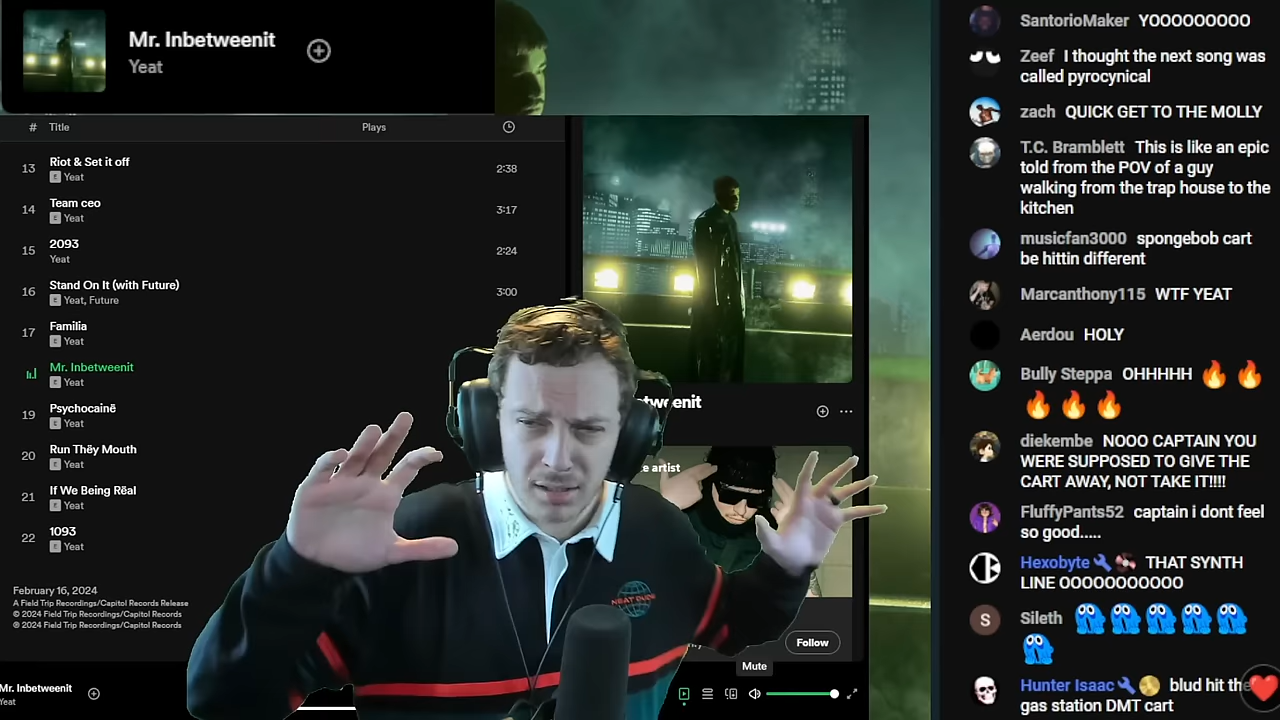 Mr. Inbetweenit
Yeat
# Title Plays
13 Riot & Set it off 2:38
E Yeat
14 Team ceo 3:17
E Yeat
15 2093 2:24
Yeat
16 Stand On It (with Future) 3:00
E Yeat, Future
17 Familia
E Yeat
Mr. Inbetweenit
E Yeat
19 Psychocainë
E Yeat
20 Run Thëy Mouth
E Yeat
21 If We Being Rëal
E Yeat
22 1093
E Yeat
February 16, 2024
A Field Trip Recordings/Capitol Records Release
© 2024 Field Trip Recordings/Capitol Records
℗ 2024 Field Trip Recordings/Capitol Records
Mr. Inbetweenit
Yeat
artist
NEAT DUDE
Follow
Mute
SantorioMaker YOOOOOOOOO
Zeef I thought the next song was
called pyrocynical
zach QUICK GET TO THE MOLLY
T.C. Bramblett This is like an epic
told from the POV of a guy
walking from the trap house to the
kitchen
musicfan3000 spongebob cart
be hittin different
Marcanthony115 WTF YEAT
Aerdou HOLY
Bully Steppa OHHHHH 🔥 🔥
🔥 🔥 🔥
diekembe NOOO CAPTAIN YOU
WERE SUPPOSED TO GIVE THE
CART AWAY, NOT TAKE IT!!!!
FluffyPants52 captain i dont feel
so good.....
Hexobyte THAT SYNTH
LINE OOOOOOOOOOO
S Sileth
Hunter Isaac blud hit the
gas station DMT cart